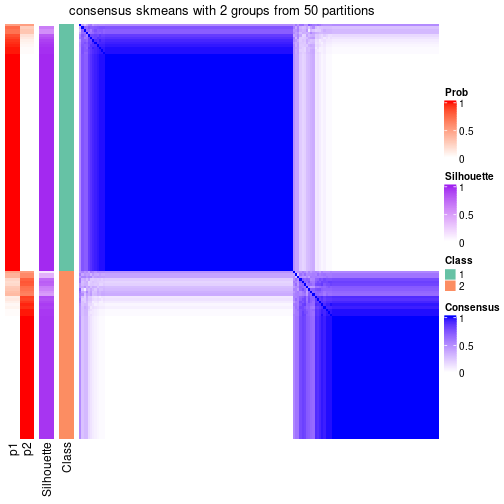 consensus skmeans with 2 groups from 50 partitions
Prob
1
0.5
0
Silhouette
1
0.5
0
Class
1
2
Consensus
1
0.5
0
p1
p2
Silhouette
Class